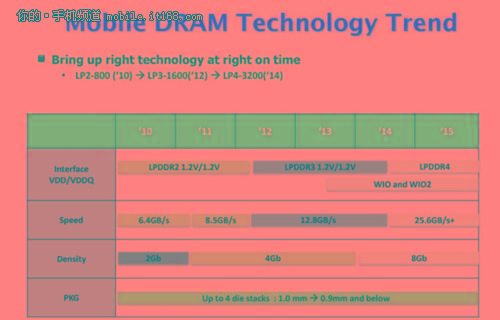 你的·手机频道 mobile.it168.com
Mobile DRAM Technology Trend
Bring up right technology at right on time
LP2-800 ('10) → LP3-1600('12) → LP4-3200('14)
'10 '11 '12 '13 '14 '15
Interface VDD/VDDQ
LPDDR2 1.2V/1.2V LPDDR3 1.2V/1.2V LPDDR4
WIO and WIO2
Speed 6.4GB/s 8.5GB/s 12.8GB/s 25.6GB/s+
Density 2Gb 4Gb 8Gb
PKG Up to 4 die stacks : 1.0 mm → 0.9mm and below